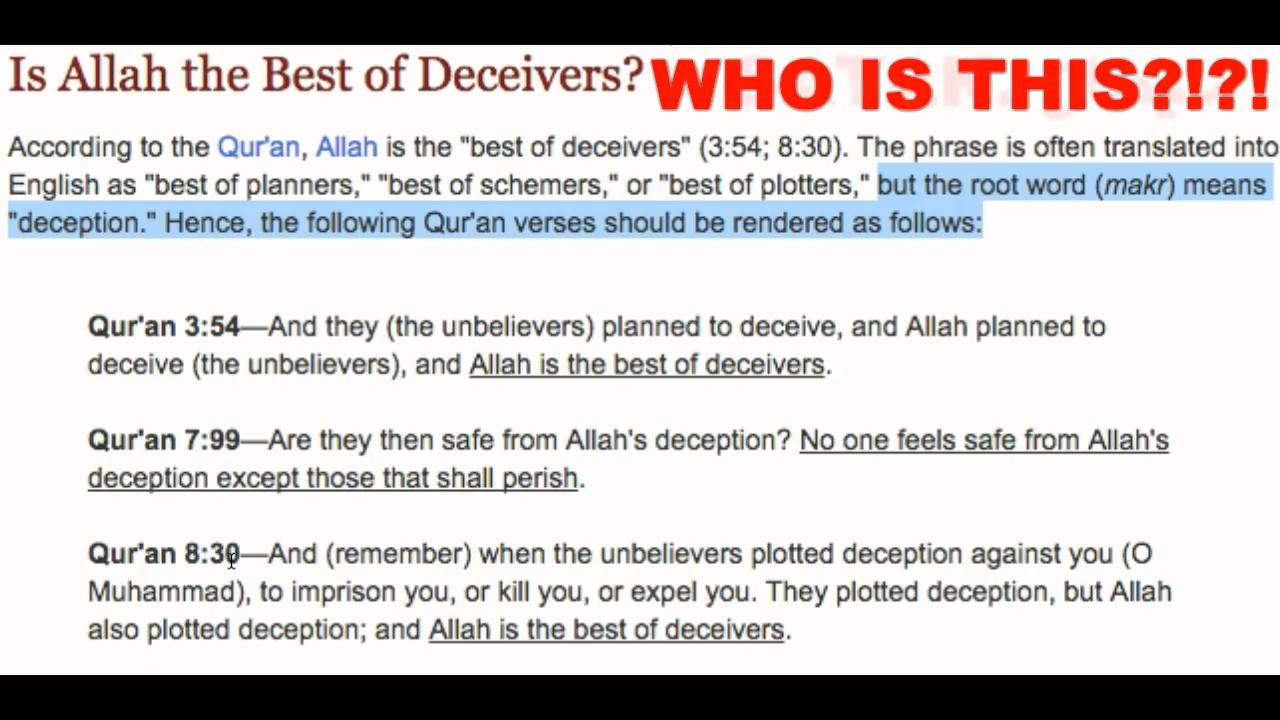 Is Allah the Best of Deceivers? WHO IS THIS?!?!
According to the Qur'an, Allah is the "best of deceivers" (3:54; 8:30). The phrase is often translated into
English as "best of planners," "best of schemers," or "best of plotters," but the root word (makr) means
"deception." Hence, the following Qur'an verses should be rendered as follows:
Qur'an 3:54—And they (the unbelievers) planned to deceive, and Allah planned to
deceive (the unbelievers), and Allah is the best of deceivers.
Qur'an 7:99—Are they then safe from Allah's deception? No one feels safe from Allah's
deception except those that shall perish.
Qur'an 8:30—And (remember) when the unbelievers plotted deception against you (O
Muhammad), to imprison you, or kill you, or expel you. They plotted deception, but Allah
also plotted deception; and Allah is the best of deceivers.